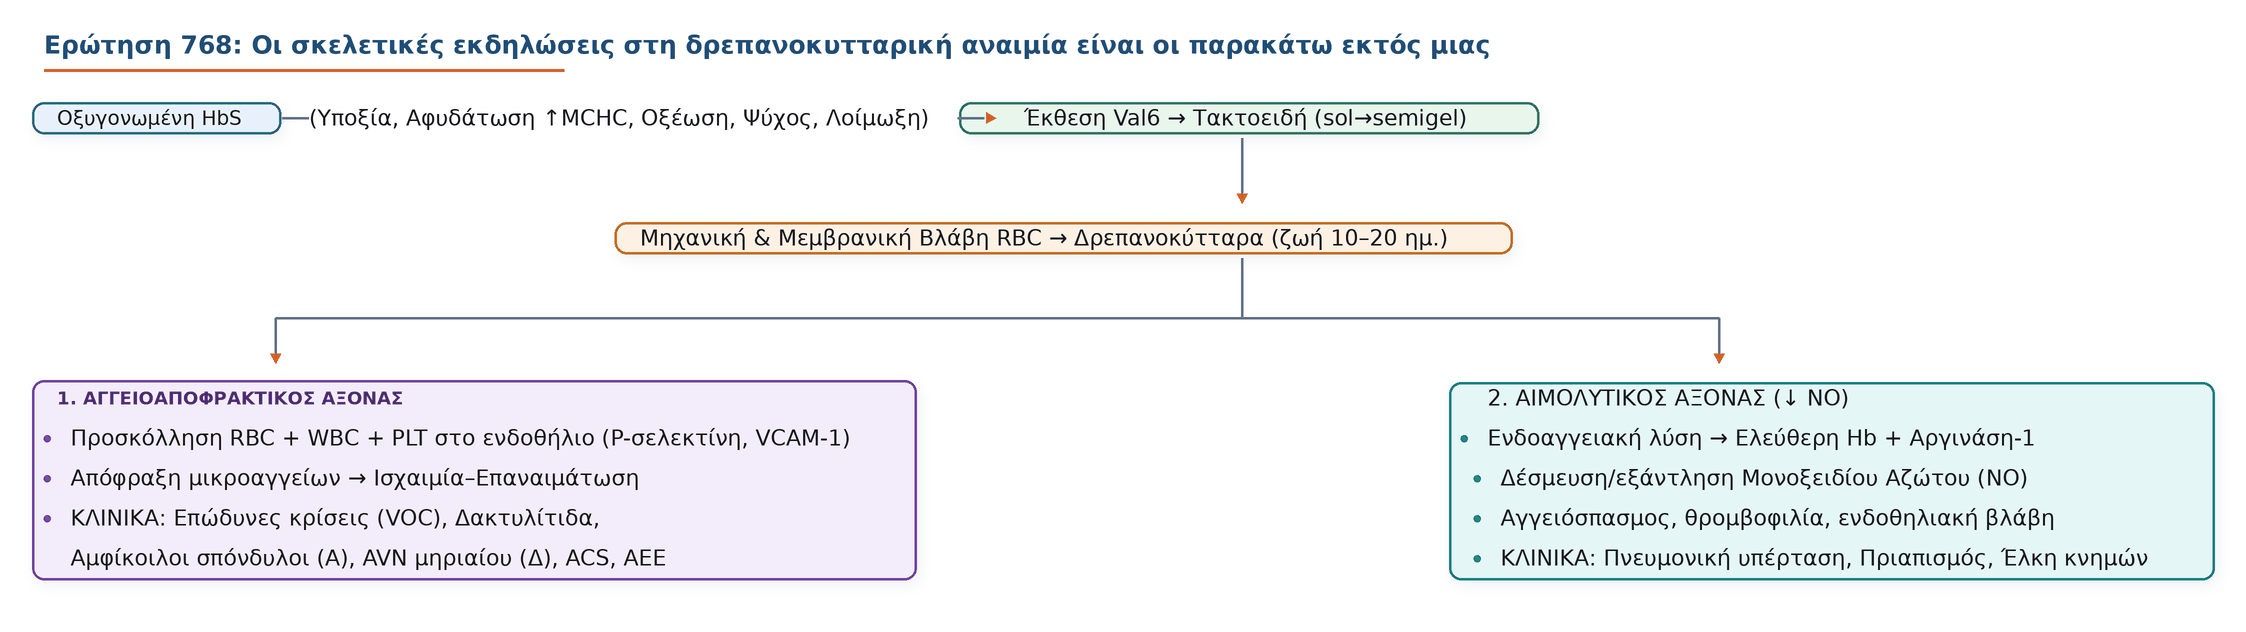 Ερώτηση 768: Οι σκελετικές εκδηλώσεις στη δρεπανοκυτταρική αναιμία είναι οι παρακάτω εκτός μιας
Οξυγονωμένη HbS
(Υποξία, Αφυδάτωση ↑MCHC, Οξέωση, Ψύχος, Λοίμωξη)
Έκθεση Val6 → Τακτοειδή (sol→semigel)
Μηχανική & Μεμβρανική Βλάβη RBC → Δρεπανοκύτταρα (ζωή 10–20 ημ.)
1. ΑΓΓΕΙΟΑΠΟΦΡΑΚΤΙΚΟΣ ΑΞΟΝΑΣ
• Προσκόλληση RBC + WBC + PLT στο ενδοθήλιο (P-σελεκτίνη, VCAM-1)
• Απόφραξη μικροαγγείων → Ισχαιμία–Επαναιμάτωση
• ΚΛΙΝΙΚΑ: Επώδυνες κρίσεις (VOC), Δακτυλίτιδα,
Αμφίκοιλοι σπόνδυλοι (Α), AVN μηριαίου (Δ), ACS, ΑΕΕ
2. ΑΙΜΟΛΥΤΙΚΟΣ ΑΞΟΝΑΣ (↓ NO)
• Ενδοαγγειακή λύση → Ελεύθερη Hb + Αργινάση-1
• Δέσμευση/εξάντληση Μονοξειδίου Αζώτου (NO)
• Αγγειόσπασμος, θρομβοφιλία, ενδοθηλιακή βλάβη
• ΚΛΙΝΙΚΑ: Πνευμονική υπέρταση, Πριαπισμός, Έλκη κνημών